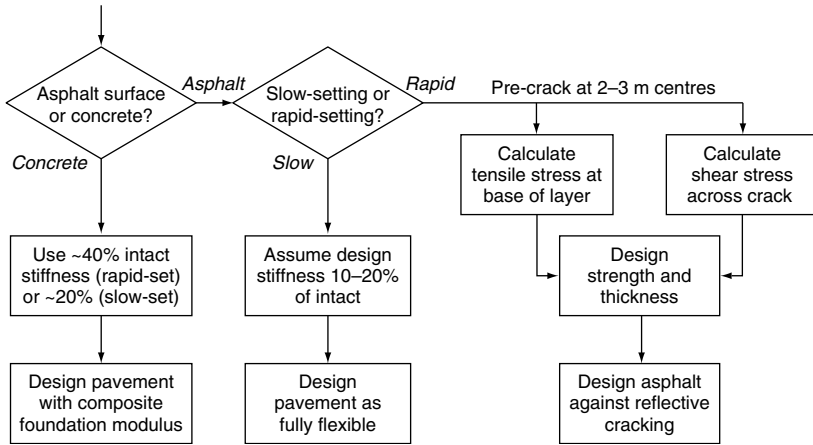 Asphalt surface
or concrete?
Asphalt
Slow-setting or
rapid-setting?
Rapid
Pre-crack at 2–3 m centres
Concrete
Slow
Calculate
tensile stress at
base of layer
Calculate
shear stress
across crack
Use ~40% intact
stiffness (rapid-set)
or ~20% (slow-set)
Assume design
stiffness 10–20%
of intact
Design
strength and
thickness
Design pavement
with composite
foundation modulus
Design
pavement as
fully flexible
Design asphalt
against reflective
cracking